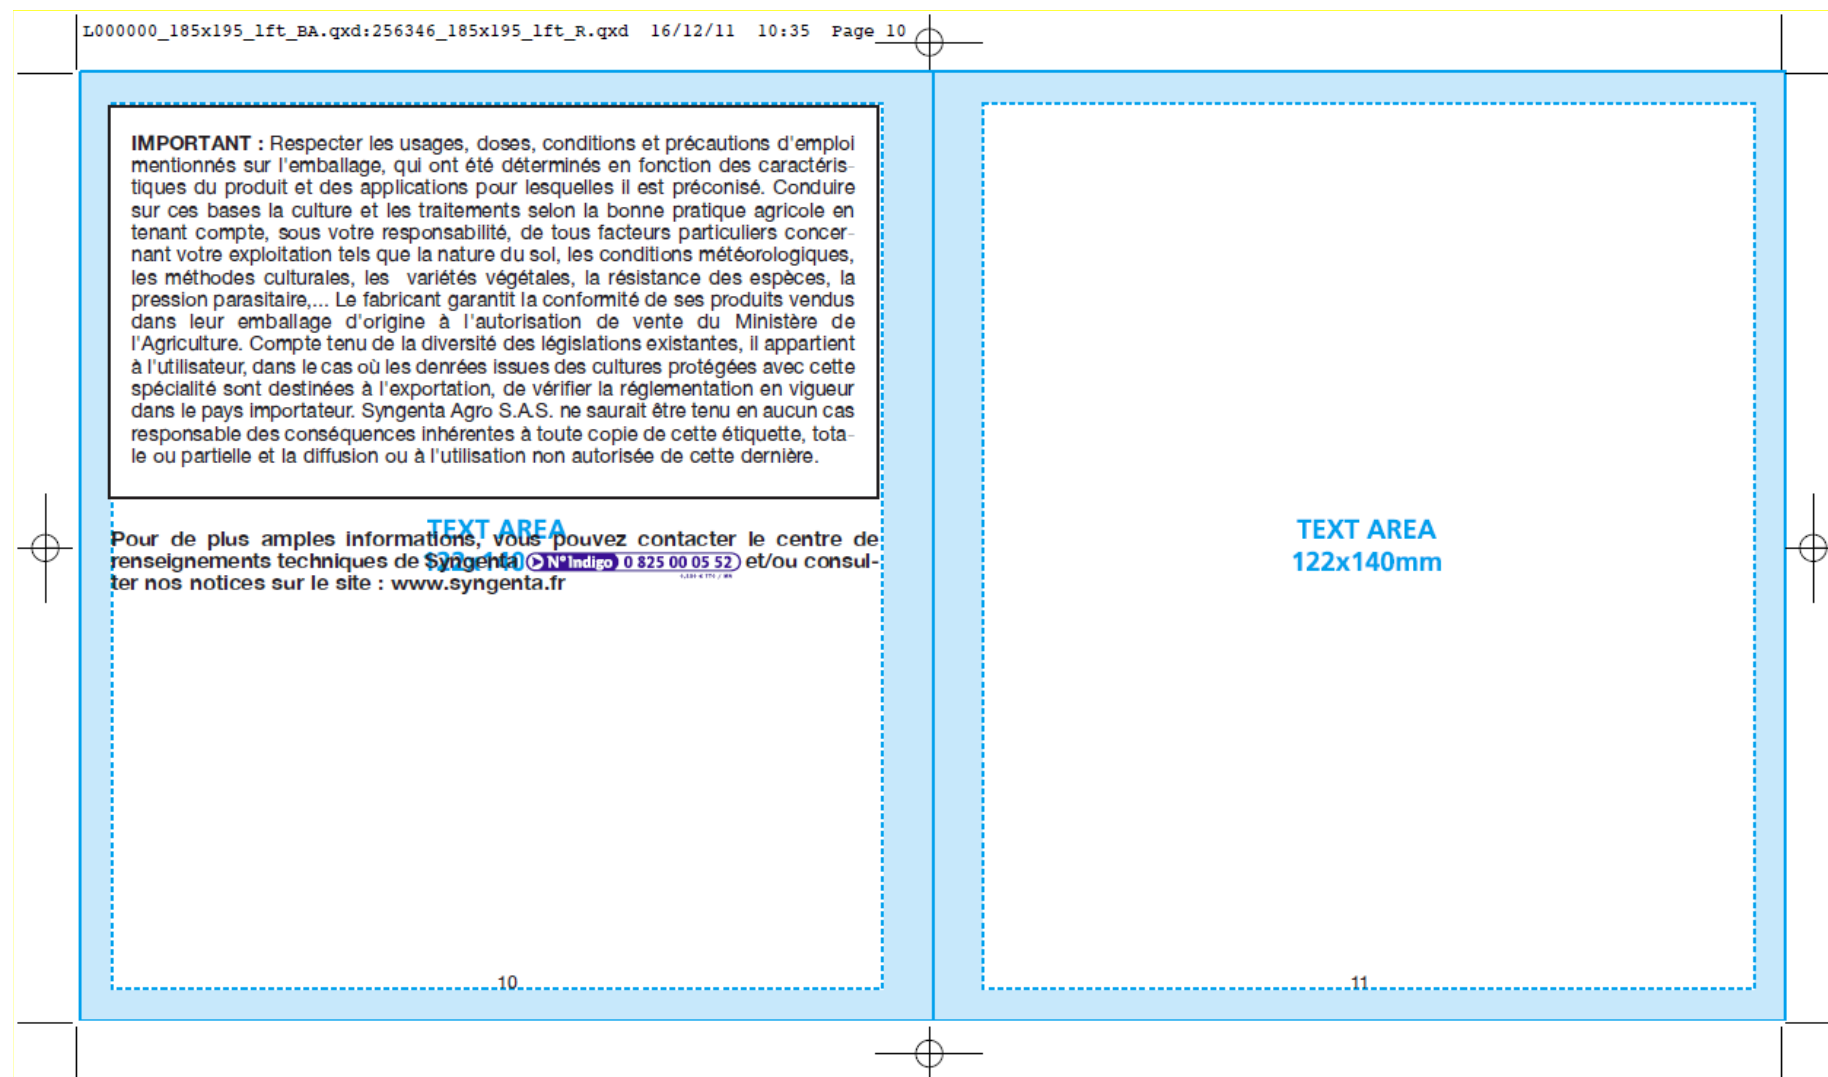 L000000_185x195_lft_BA.qxd:256346_185x195_lft_R.qxd 16/12/11 10:35 Page 10
IMPORTANT : Respecter les usages, doses, conditions et précautions d'emploi
mentionnés sur l'emballage, qui ont été déterminés en fonction des caractéris-
tiques du produit et des applications pour lesquelles il est préconisé. Conduire
sur ces bases la culture et les traitements selon la bonne pratique agricole en
tenant compte, sous votre responsabilité, de tous facteurs particuliers concer-
nant votre exploitation tels que la nature du sol, les conditions météorologiques,
les méthodes culturales, les variétés végétales, la résistance des espèces, la
pression parasitaire,... Le fabricant garantit la conformité de ses produits vendus
dans leur emballage d'origine à l'autorisation de vente du Ministère de
l'Agriculture. Compte tenu de la diversité des législations existantes, il appartient
à l'utilisateur, dans le cas où les denrées issues des cultures protégées avec cette
spécialité sont destinées à l'exportation, de vérifier la réglementation en vigueur
dans le pays importateur. Syngenta Agro S.A.S. ne saurait être tenu en aucun cas
responsable des conséquences inhérentes à toute copie de cette étiquette, tota-
le ou partielle et la diffusion ou à l'utilisation non autorisée de cette dernière.
TEXT AREA
Pour de plus amples informations, vous pouvez contacter le centre de
renseignements techniques de Syngenta N°Indigo 0 825 00 05 52 et/ou consul-
ter nos notices sur le site : www.syngenta.fr
10
TEXT AREA
122x140mm
11